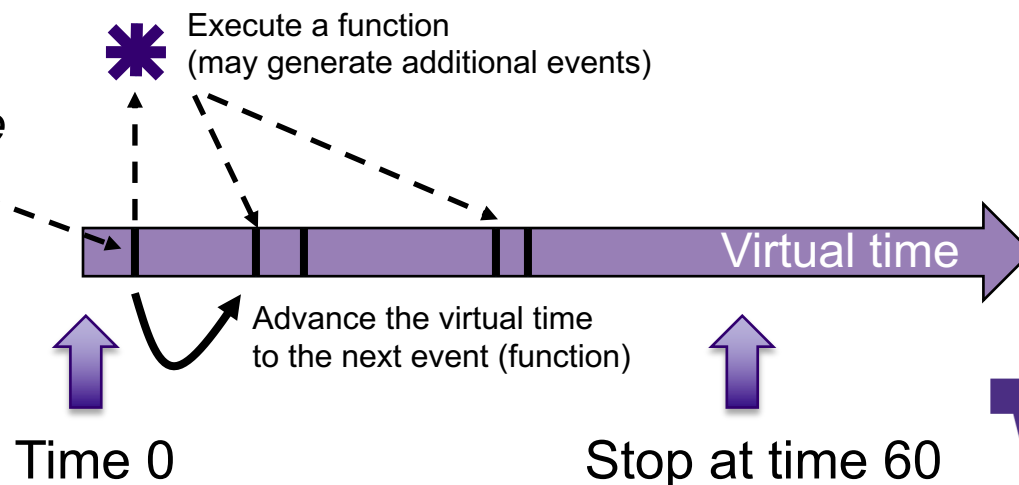 Execute a function
(may generate additional events)
e
Virtual time
Advance the virtual time
to the next event (function)
Time 0
Stop at time 60